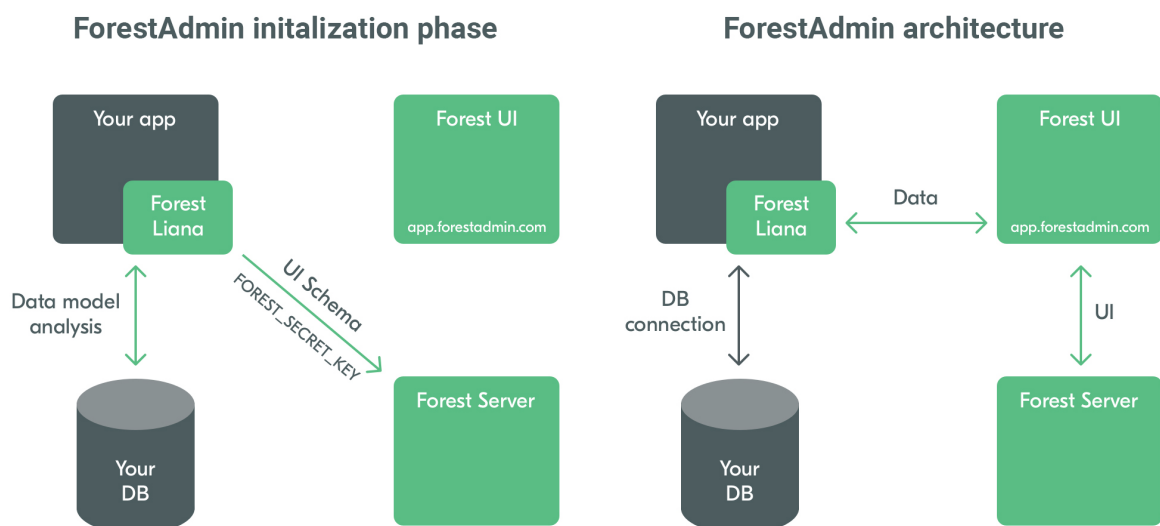 ForestAdmin initalization phase
Your app
Forest
Liana
Forest UI
app.forestadmin.com
Data model
analysis
UI Schema
FOREST_SECRET_KEY
Your
DB
Forest Server
ForestAdmin architecture
Your app
Forest
Liana
Data
Forest UI
app.forestadmin.com
DB
connection
UI
Your
DB
Forest Server